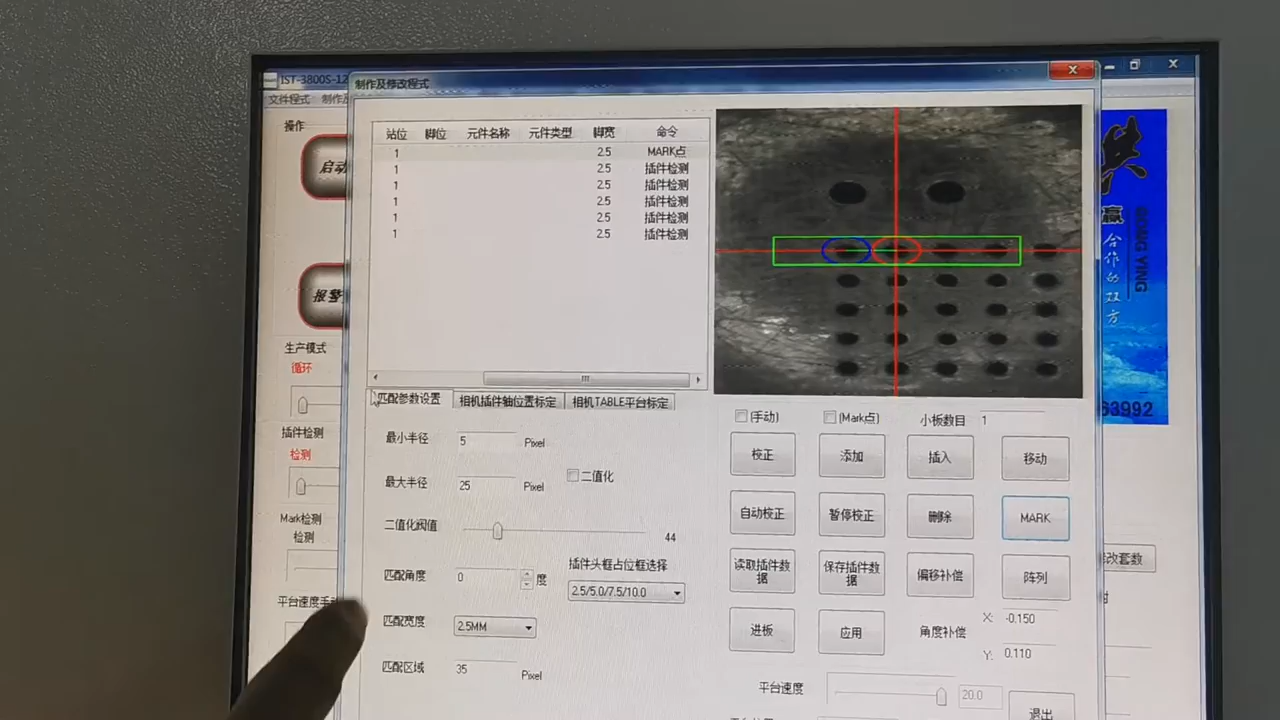 IST-3800S-12
制作及修改程式
文件程式
操作
启动
报警
生产模式
循环
插件检测
检测
Mark检测
检测
平台速度手动
站位 脚位 元件名称 元件类型 脚宽 命令
1 2.5 MARK点
1 2.5 插件检测
1 2.5 插件检测
1 2.5 插件检测
1 2.5 插件检测
1 2.5 插件检测
匹配参数设置 相机插件轴位置标定 相机TABLE平台标定
最小半径 5 Pixel
最大半径 25 Pixel 二值化
二值化阀值 44
匹配角度 0 度
插件头框占位框选择
2.5/5.0/7.5/10.0
匹配宽度 2.5MM
匹配区域 35 Pixel
(手动) (Mark点) 小板数目 1
校正 添加 插入 移动
自动校正 暂停校正 删除 MARK
读取插件数据 保存插件数据 偏移补偿 阵列
进板 应用 角度补偿
X: -0.150
Y: 0.110
平台速度 20.0
退出
共
赢
GONG YING
合作的双方
63992
改套数